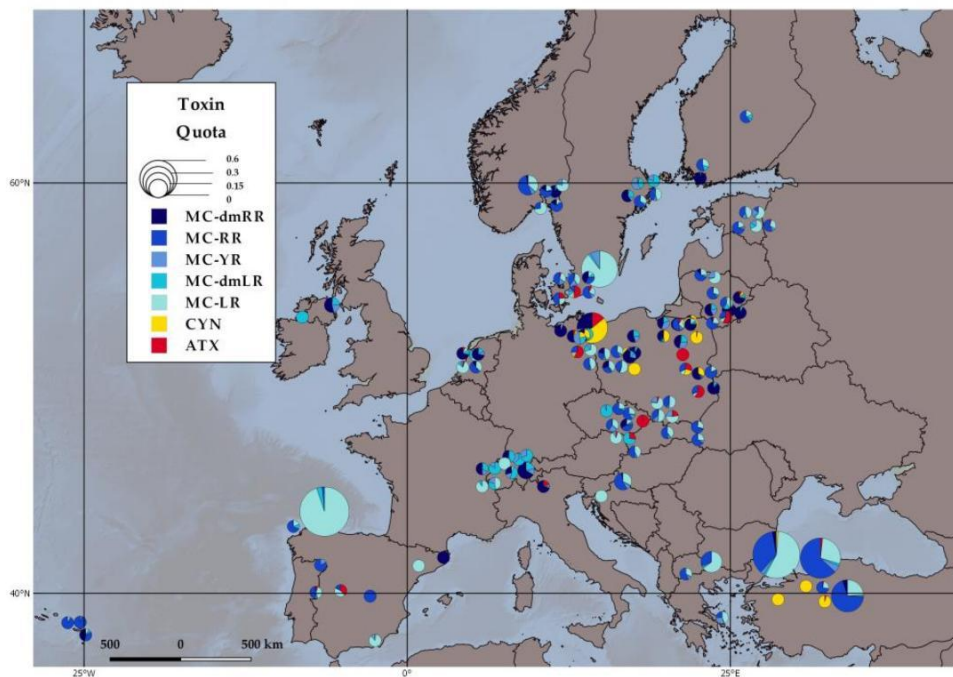 Toxin
Quota
0.6
0.3
0.15
0
MC-dmRR
MC-RR
MC-YR
MC-dmLR
MC-LR
CYN
ATX
60°N
40°N
500 0 500 km
25°W 0° 25°E